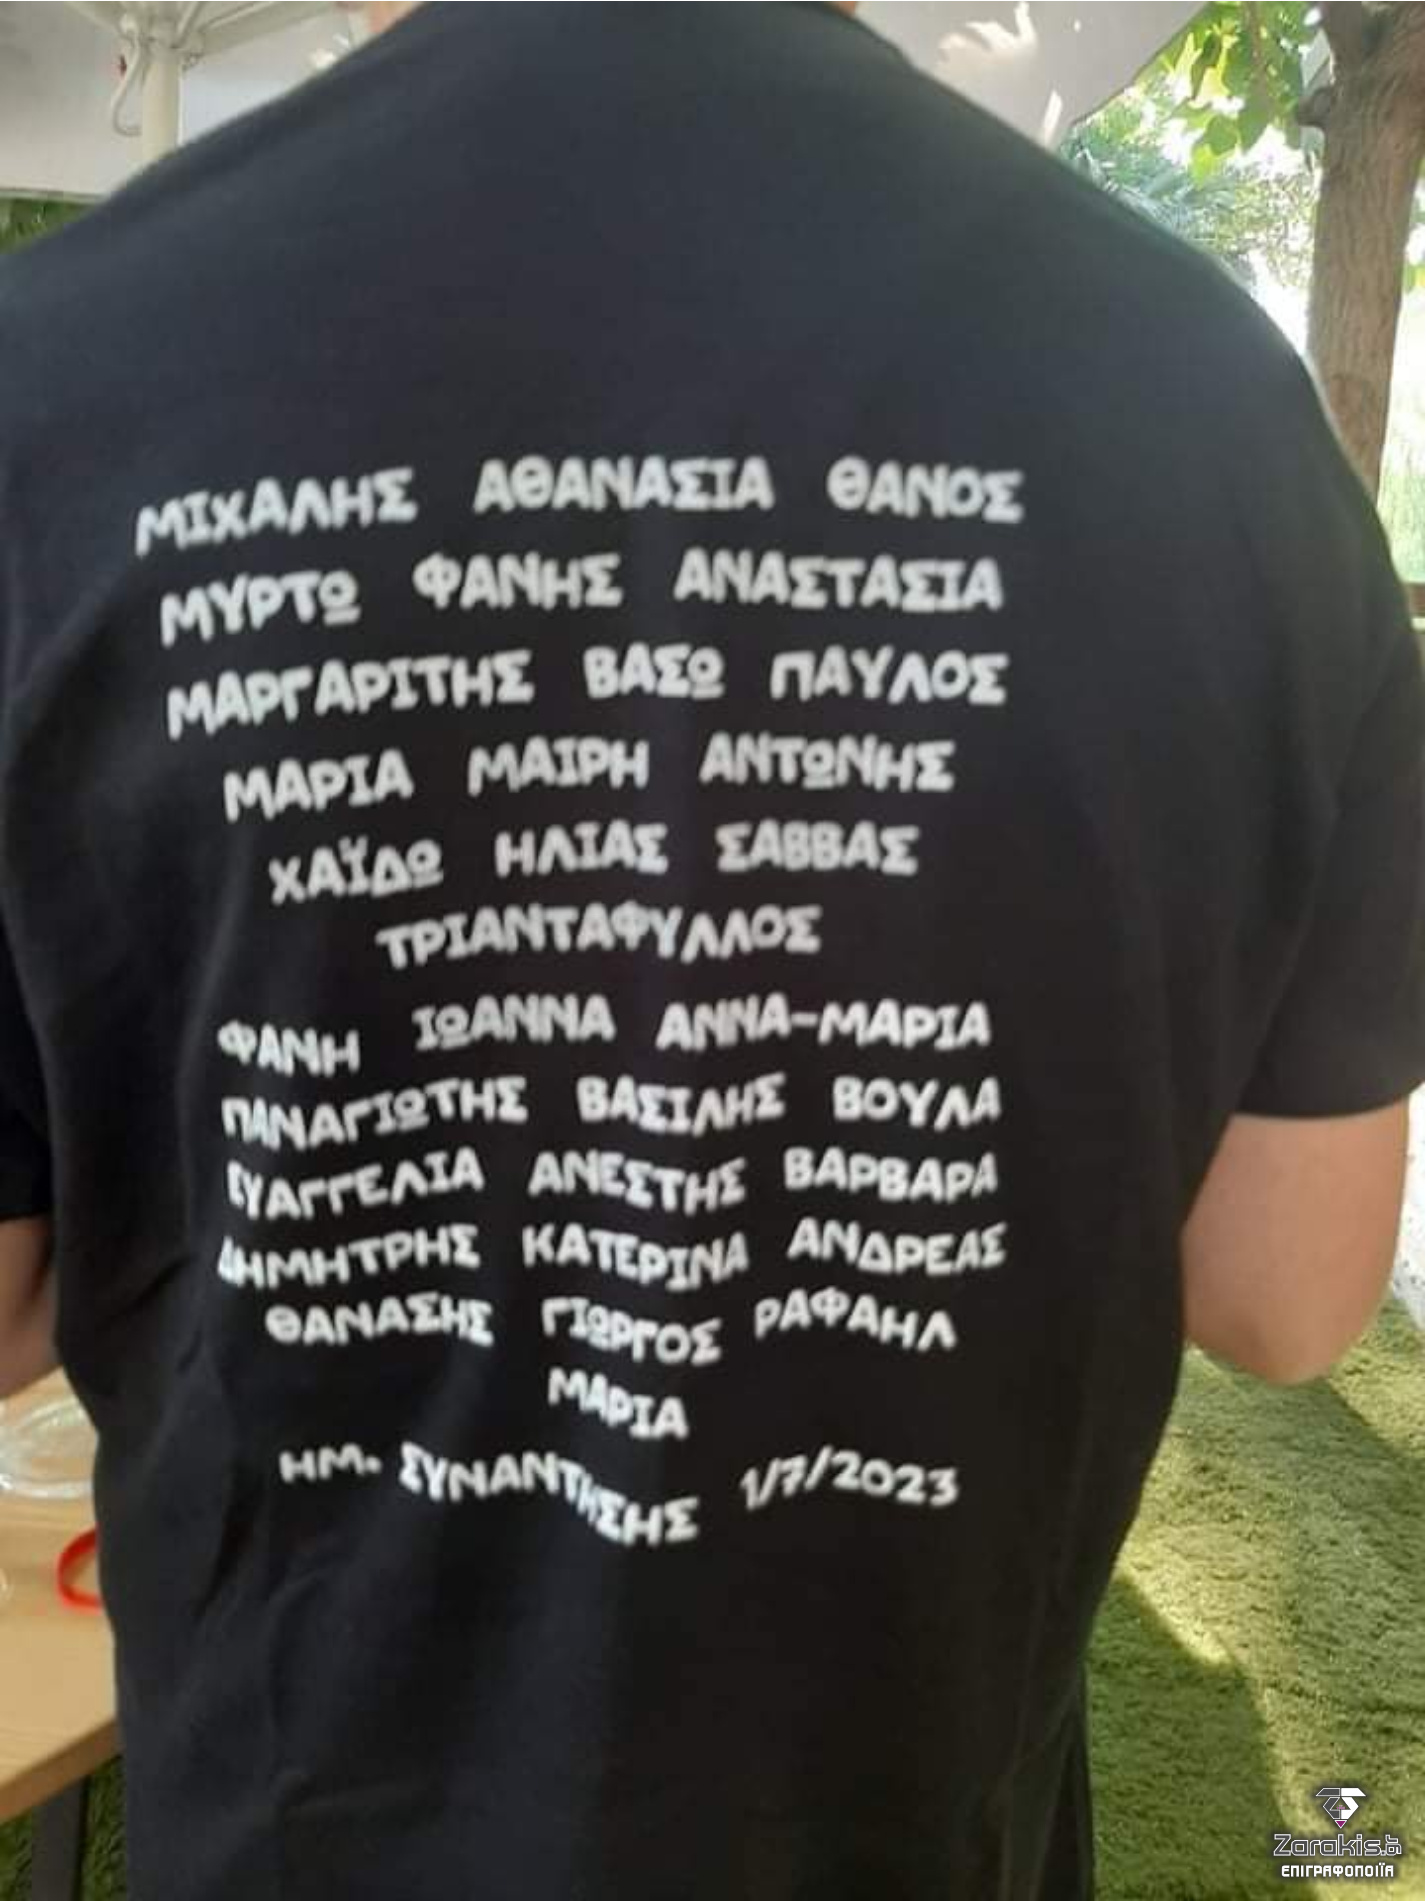 ΜΙΧΑΛΗΣ ΑΘΑΝΑΣΙΑ ΘΑΝΟΣ
ΜΥΡΤΩ ΦΑΝΗΣ ΑΝΑΣΤΑΣΙΑ
ΜΑΡΓΑΡΙΤΗΣ ΒΑΣΩ ΠΑΥΛΟΣ
ΜΑΡΙΑ ΜΑΙΡΗ ΑΝΤΩΝΗΣ
ΧΑΪΔΩ ΗΛΙΑΣ ΣΑΒΒΑΣ
ΤΡΙΑΝΤΑΦΥΛΛΟΣ
ΦΑΝΗ ΙΩΑΝΝΑ ΑΝΝΑ-ΜΑΡΙΑ
ΠΑΝΑΓΙΩΤΗΣ ΒΑΣΙΛΗΣ ΒΟΥΛΑ
ΕΥΑΓΓΕΛΙΑ ΑΝΕΣΤΗΣ ΒΑΡΒΑΡΑ
ΔΗΜΗΤΡΗΣ ΚΑΤΕΡΙΝΑ ΑΝΔΡΕΑΣ
ΘΑΝΑΣΗΣ ΓΙΩΡΓΟΣ ΡΑΦΑΗΛ
ΜΑΡΙΑ
ΗΜ. ΣΥΝΑΝΤΗΣΗΣ 1/7/2023
ΕΠΙΓΡΑΦΟΠΟΙΪΑ